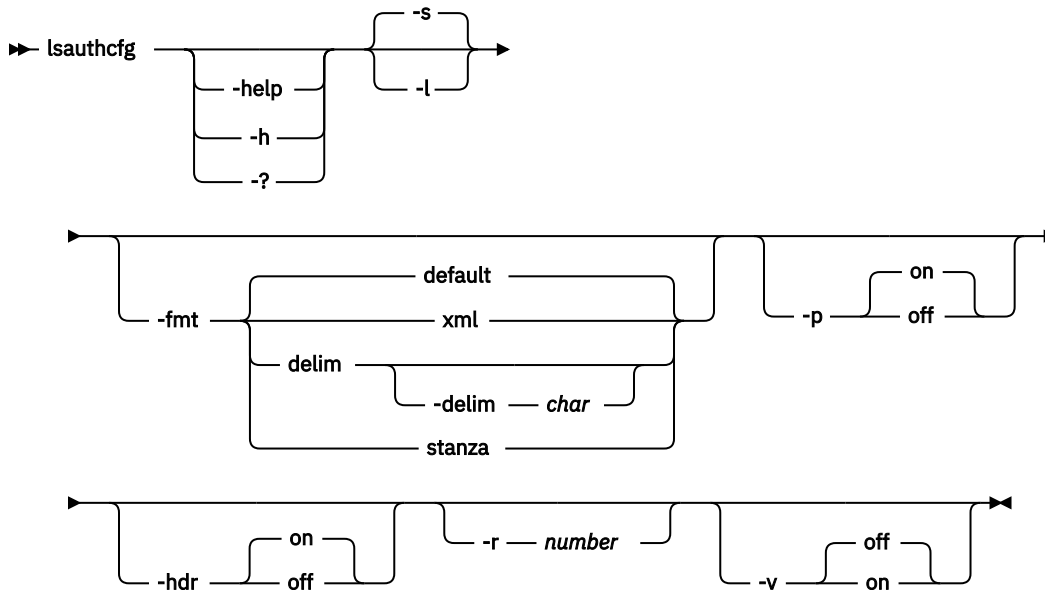 -s
lsauthcfg
-help
-l
-h
-?
default
on
-fmt
xml
-p
off
delim
-delim char
stanza
on
-r number
off
-hdr
off
-v
on